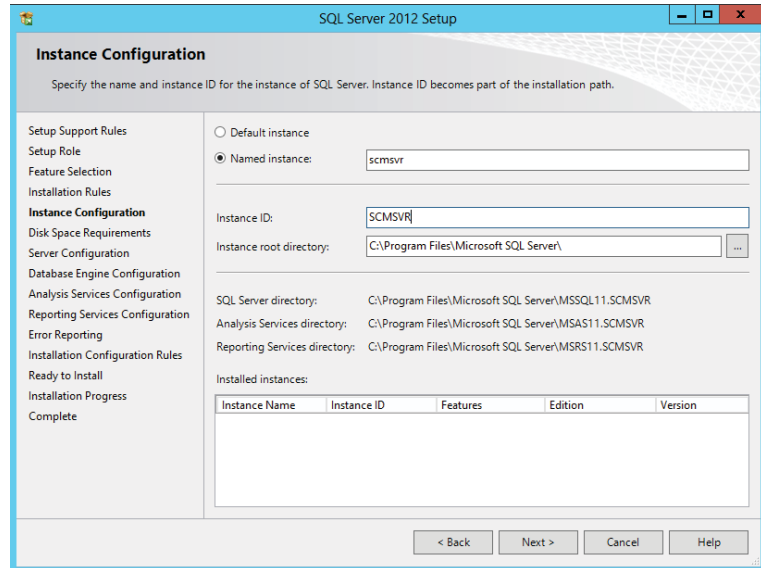 SQL Server 2012 Setup
Instance Configuration
Specify the name and instance ID for the instance of SQL Server. Instance ID becomes part of the installation path.
Setup Support Rules
Setup Role
Feature Selection
Installation Rules
Instance Configuration
Disk Space Requirements
Server Configuration
Database Engine Configuration
Analysis Services Configuration
Reporting Services Configuration
Error Reporting
Installation Configuration Rules
Ready to Install
Installation Progress
Complete
Default instance
Named instance: scmsvr
Instance ID: SCMSVR
Instance root directory: C:\Program Files\Microsoft SQL Server\ ...
SQL Server directory: C:\Program Files\Microsoft SQL Server\MSSQL11.SCMSVR
Analysis Services directory: C:\Program Files\Microsoft SQL Server\MSAS11.SCMSVR
Reporting Services directory: C:\Program Files\Microsoft SQL Server\MSRS11.SCMSVR
Installed instances:
Instance Name Instance ID Features Edition Version
< Back Next > Cancel Help